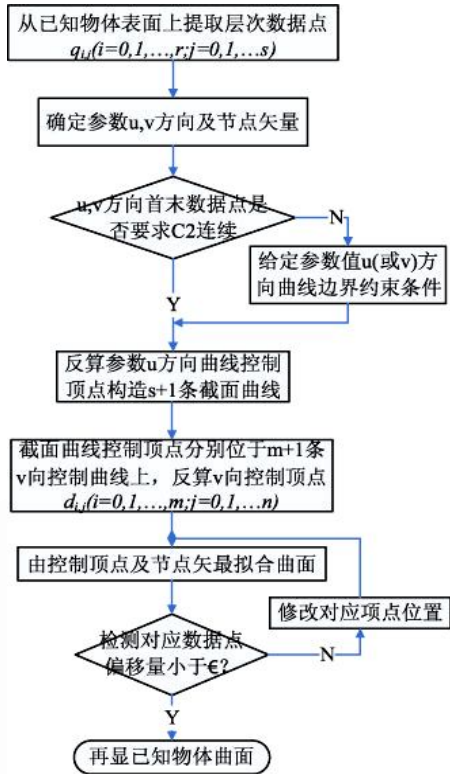 从已知物体表面上提取层次数据点
qi,j(i=0,1,…,r;j=0,1,…s)
确定参数u,v方向及节点矢量
u,v方向首末数据点是
否要求C2连续
N
给定参数值u(或v)方
向曲线边界约束条件
Y
反算参数u方向曲线控制
顶点构造s+1条截面曲线
截面曲线控制顶点分别位于m+1条
v向控制曲线上，反算v向控制顶点
di,j(i=0,1,…,m;j=0,1,…n)
由控制顶点及节点矢最拟合曲面
修改对应项点位置
检测对应数据点
偏移量小于€?
N
Y
再显已知物体曲面